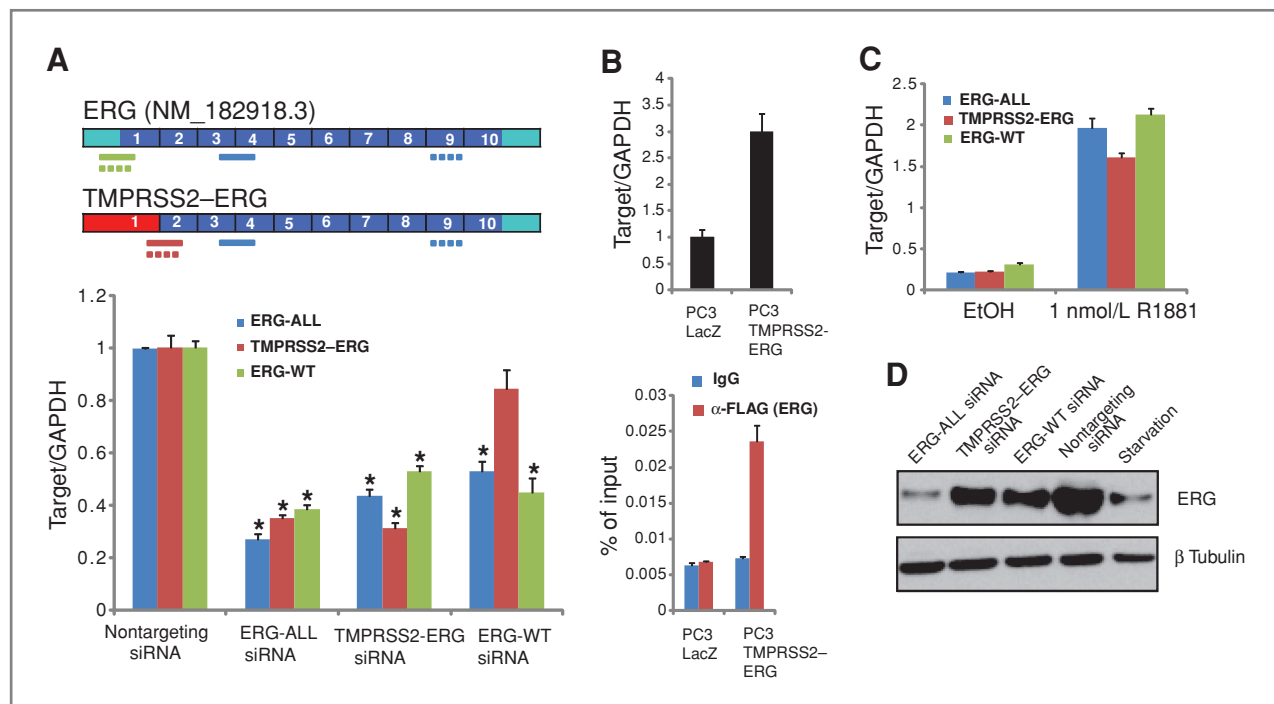 A
ERG (NM_182918.3)
1 2 3 4 5 6 7 8 9 10
TMPRSS2–ERG
1 2 3 4 5 6 7 8 9 10
Target/GAPDH
1.2
1
0.8
0.6
0.4
0.2
0
ERG-ALL
TMPRSS2–ERG
ERG-WT
* * *
* * *
* *
Nontargeting
siRNA
ERG-ALL
siRNA
TMPRSS2-ERG
siRNA
ERG-WT
siRNA
B
Target/GAPDH
4
3.5
3
2.5
2
1.5
1
0.5
0
PC3
LacZ
PC3
TMPRSS2-
ERG
IgG
α-FLAG (ERG)
% of input
0.03
0.025
0.02
0.015
0.01
0.005
0
PC3
LacZ
PC3
TMPRSS2–
ERG
C
Target/GAPDH
2.5
2
1.5
1
0.5
0
ERG-ALL
TMPRSS2-ERG
ERG-WT
EtOH
1 nmol/L R1881
D
ERG-ALL siRNA
TMPRSS2–ERG
siRNA
ERG-WT siRNA
Nontargeting
siRNA
Starvation
ERG
β Tubulin